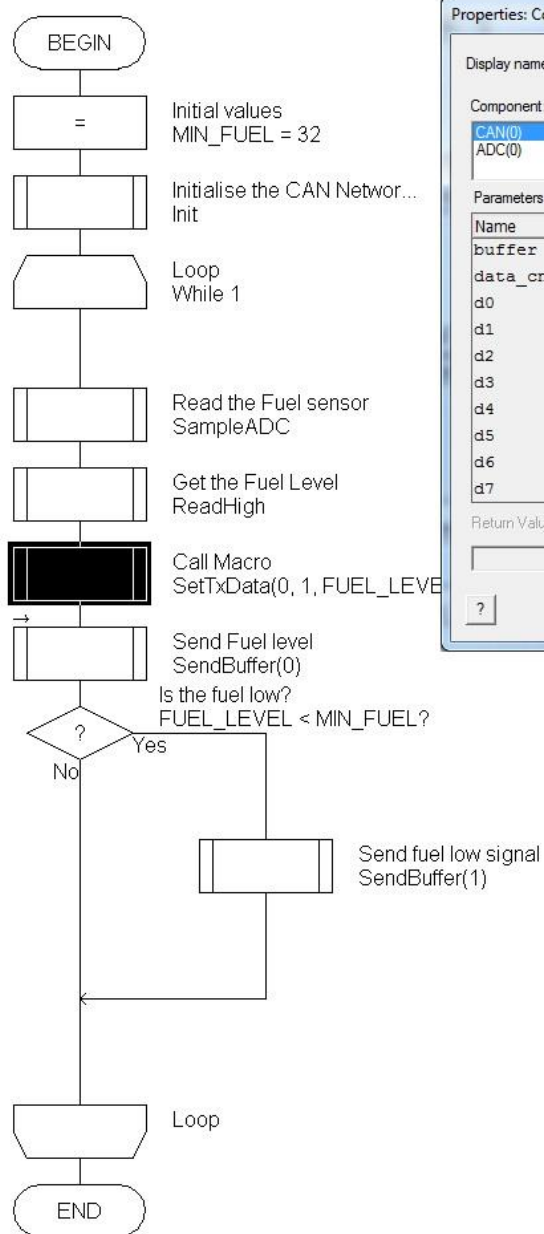 BEGIN
=
Initial values
MIN_FUEL = 32
Initialise the CAN Networ...
Init
Loop
While 1
Read the Fuel sensor
SampleADC
Get the Fuel Level
ReadHigh
Call Macro
SetTxData(0, 1, FUEL_LEVE
Send Fuel level
SendBuffer(0)
Is the fuel low?
FUEL_LEVEL < MIN_FUEL?
?
Yes
No
Send fuel low signal
SendBuffer(1)
Loop
END
Properties: Co
Display name
Component
CAN(0)
ADC(0)
Parameters
Name
buffer
data_cn
d0
d1
d2
d3
d4
d5
d6
d7
Return Valu
?